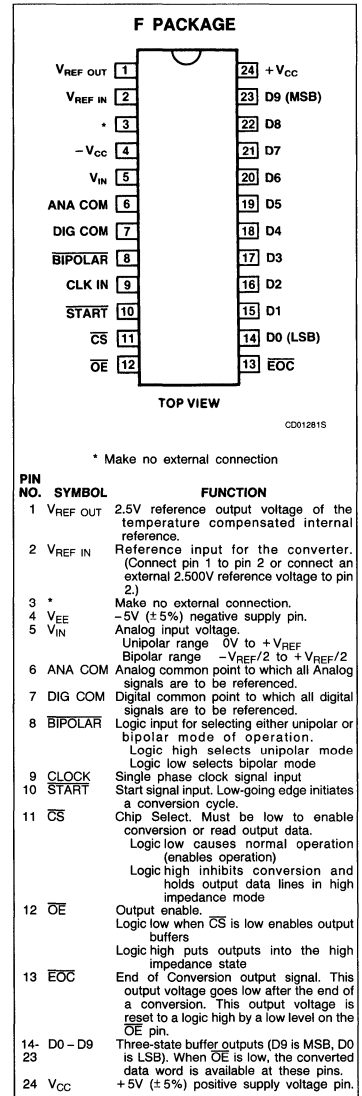 F PACKAGE
V REF OUT 1
24 +VCC
V REF IN 2
23 D9 (MSB)
* 3
22 D8
-VCC 4
21 D7
VIN 5
20 D6
ANA COM 6
19 D5
DIG COM 7
18 D4
BIPOLAR 8
17 D3
CLK IN 9
16 D2
START 10
15 D1
CS 11
14 D0 (LSB)
OE 12
13 EOC
TOP VIEW
CD01281S
* Make no external connection
PIN
NO. SYMBOL FUNCTION
1 VREF OUT 2.5V reference output voltage of the
temperature compensated internal
reference.
2 VREF IN Reference input for the converter.
(Connect pin 1 to pin 2 or connect an
external 2.500V reference voltage to pin
2.)
3 * Make no external connection.
4 VEE -5V (±5%) negative supply pin.
5 VIN Analog input voltage.
Unipolar range 0V to +VREF
Bipolar range -VREF/2 to +VREF/2
6 ANA COM Analog common point to which all Analog
signals are to be referenced.
7 DIG COM Digital common point to which all digital
signals are to be referenced.
8 BIPOLAR Logic input for selecting either unipolar or
bipolar mode of operation.
Logic high selects unipolar mode
Logic low selects bipolar mode
9 CLOCK Single phase clock signal input
10 START Start signal input. Low-going edge initiates
a conversion cycle.
11 CS Chip Select. Must be low to enable
conversion or read output data.
Logic low causes normal operation
(enables operation)
Logic high inhibits conversion and
holds output data lines in high
impedance mode
12 OE Output enable.
Logic low when CS is low enables output
buffers
Logic high puts outputs into the high
impedance state
13 EOC End of Conversion output signal. This
output voltage goes low after the end of
a conversion. This output voltage is
reset to a logic high by a low level on the
OE pin.
14- D0 – D9 Three-state buffer outputs (D9 is MSB, D0
23 is LSB). When OE is low, the converted
data word is available at these pins.
24 VCC +5V (±5%) positive supply voltage pin.